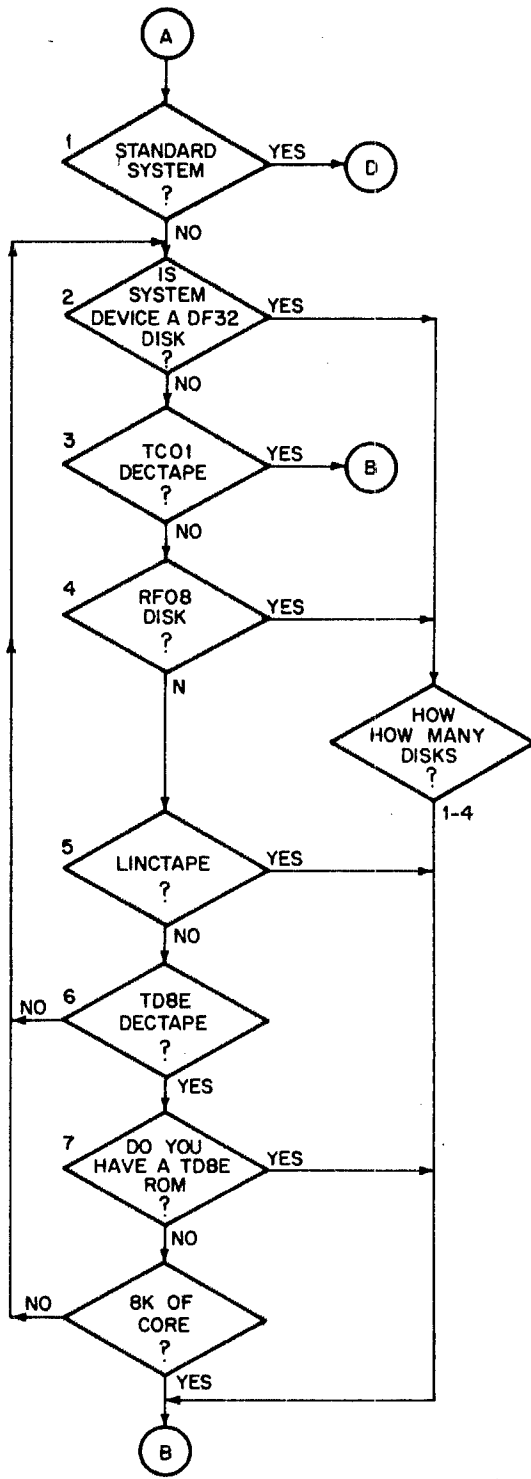 A
1
STANDARD
SYSTEM
?
YES
D
NO
2
IS
SYSTEM
DEVICE A DF32
DISK
?
YES
NO
3
TC01
DECTAPE
?
YES
B
NO
4
RF08
DISK
?
YES
N
HOW
HOW MANY
DISKS
?
1-4
5
LINCTAPE
?
YES
NO
6
TD8E
DECTAPE
?
NO
YES
7
DO YOU
HAVE A TD8E
ROM
?
YES
NO
8K OF
CORE
?
NO
YES
B